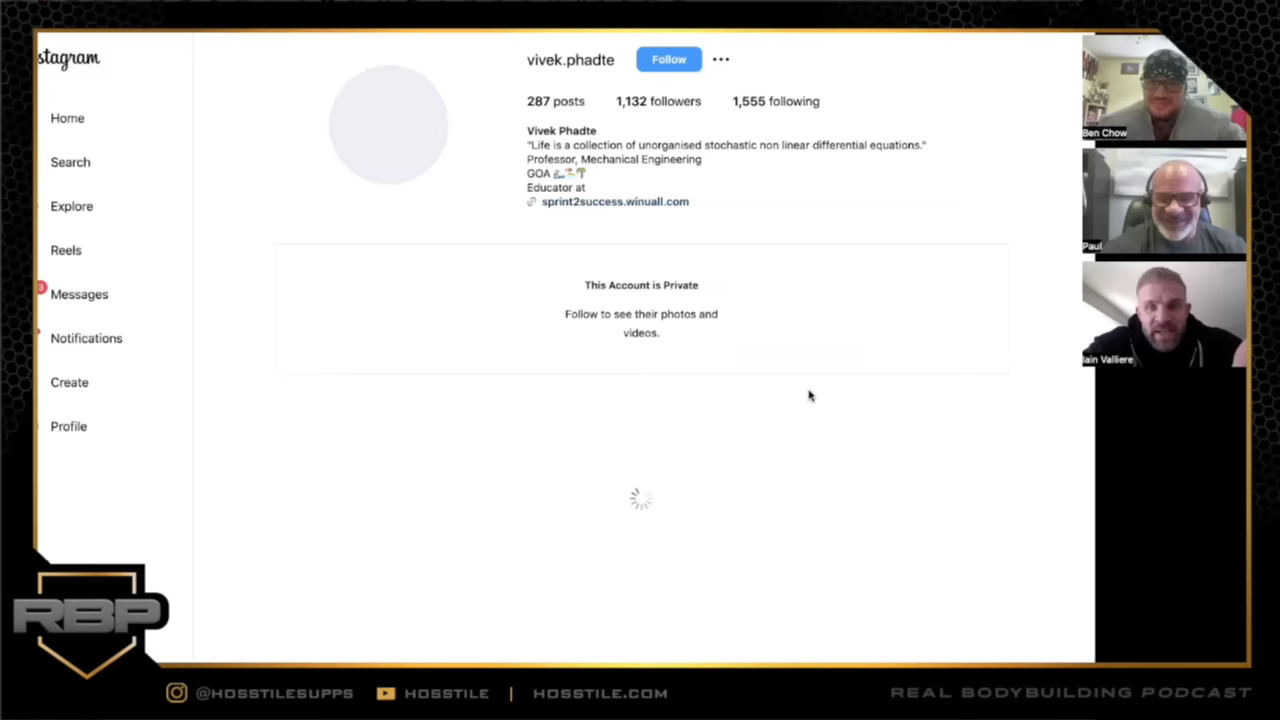 stagram
Home
Search
Explore
Reels
Messages
Notifications
Create
Profile
vivek.phadte
Follow
287 posts 1,132 followers 1,555 following
Vivek Phadte
"Life is a collection of unorganised stochastic non linear differential equations."
Professor, Mechanical Engineering
GOA
Educator at
sprint2success.winuall.com
This Account is Private
Follow to see their photos and
videos.
Ben Chow
Paul
Iain Valliere
RBP
@HOSSTILESUPPS HOSSTILE | HOSSTILE.COM
REAL BODYBUILDING PODCAST